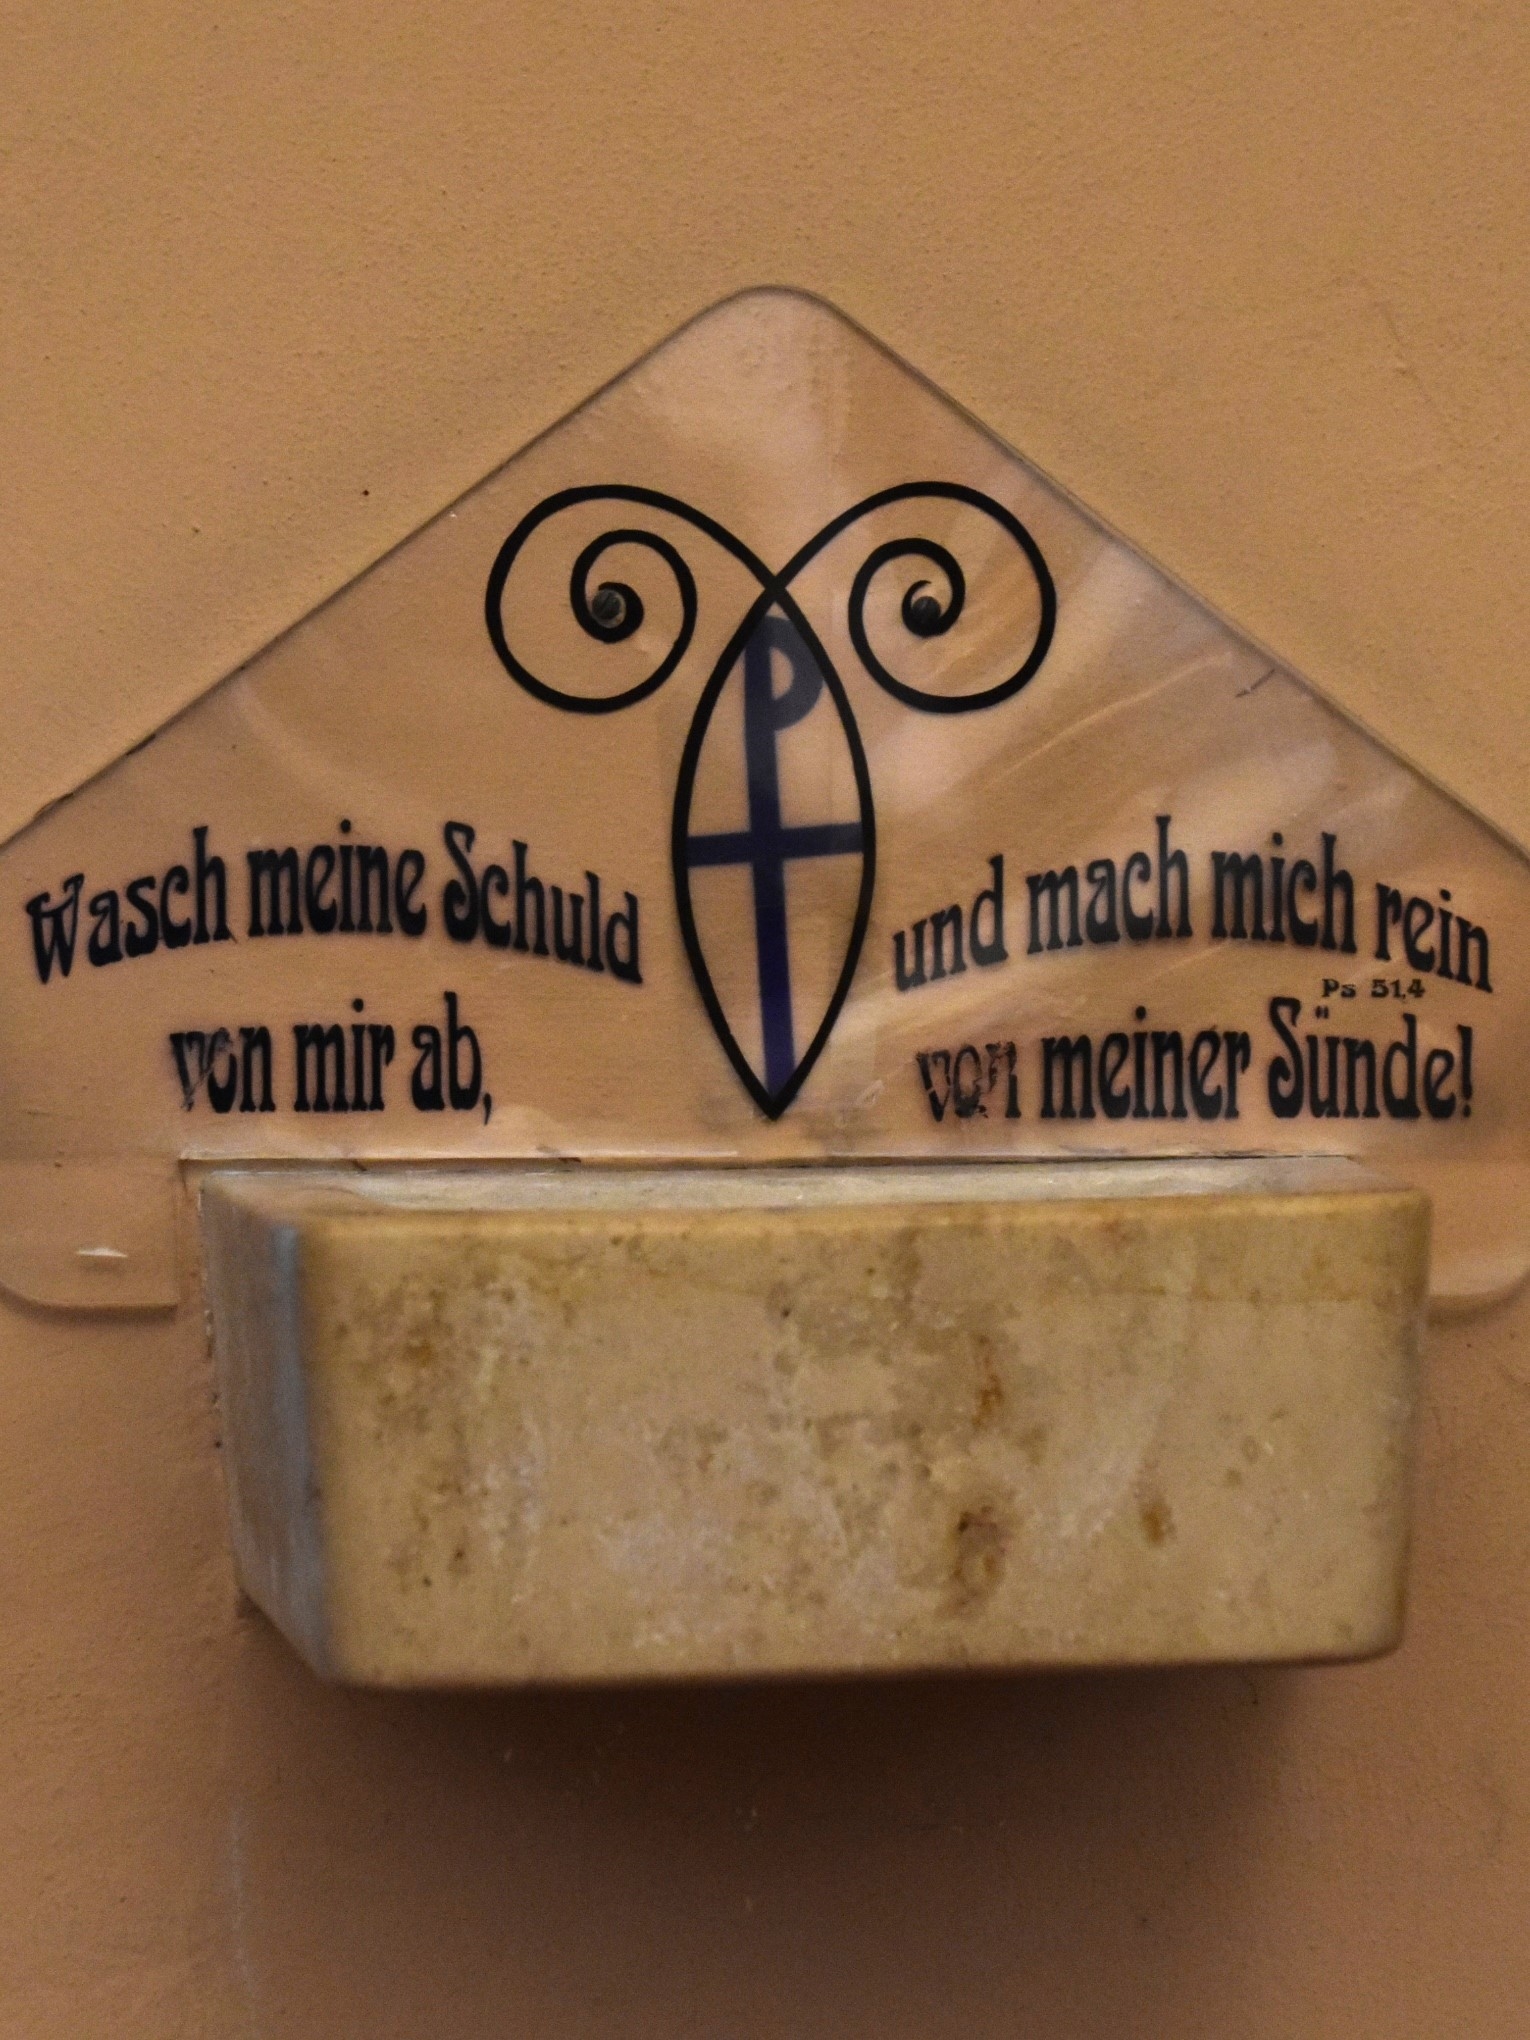 Wasch meine Schuld
von mir ab,
und mach mich rein
Ps 51,4
von meiner Sünde!